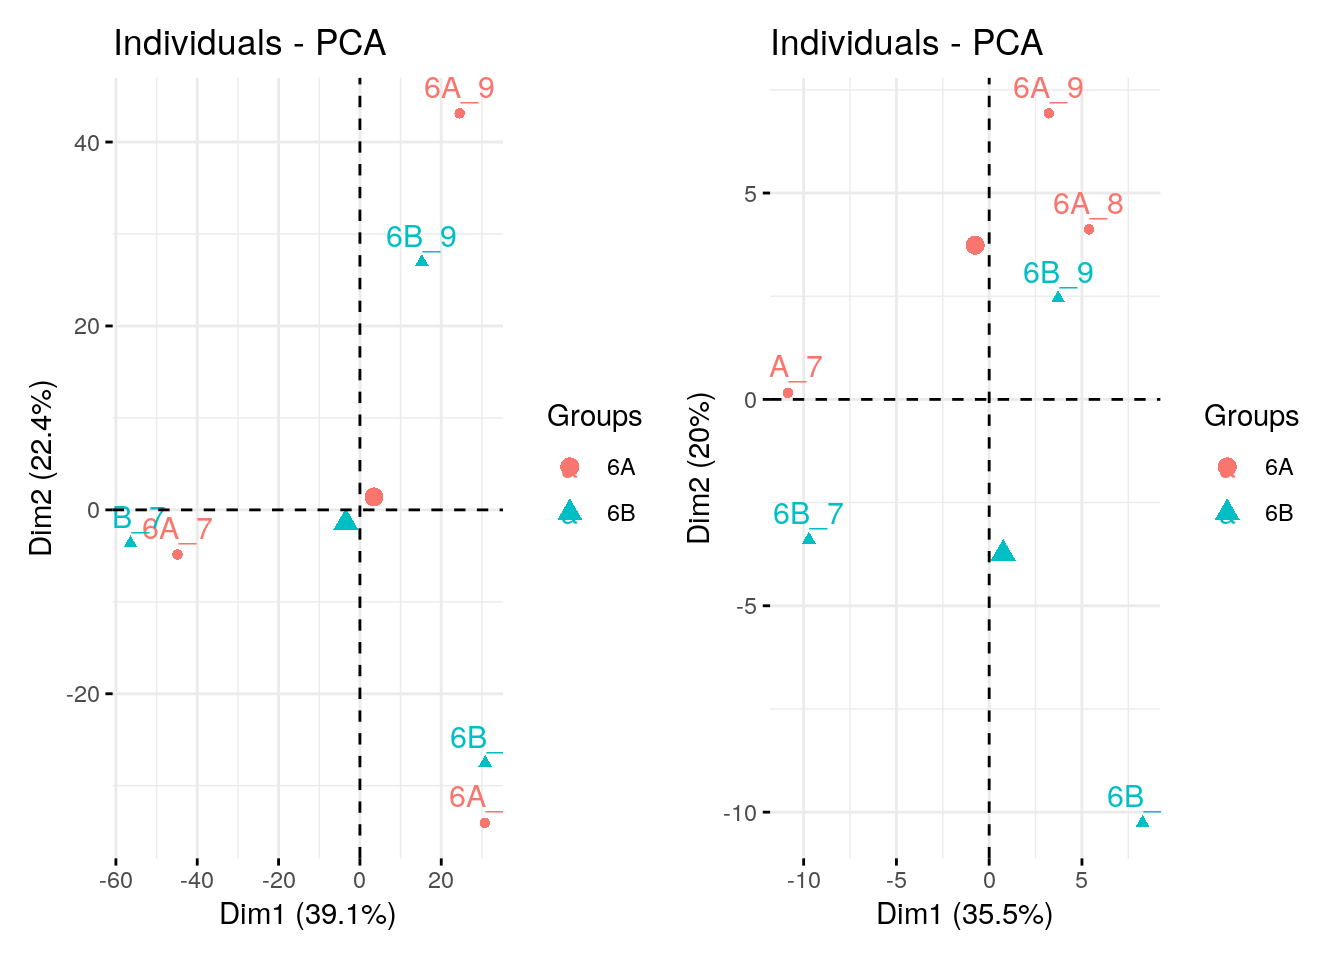 Individuals - PCA
6A_9
40
6B_9
20
Dim2 (22.4%)
0
B_7
6A_7
-20
6B_
6A_
-60 -40 -20 0 20
Dim1 (39.1%)
Groups
6A
6B
Individuals - PCA
6A_9
5
6A_8
6B_9
A_7
0
Dim2 (20%)
6B_7
-5
6B_
-10
-10 -5 0 5
Dim1 (35.5%)
Groups
6A
6B